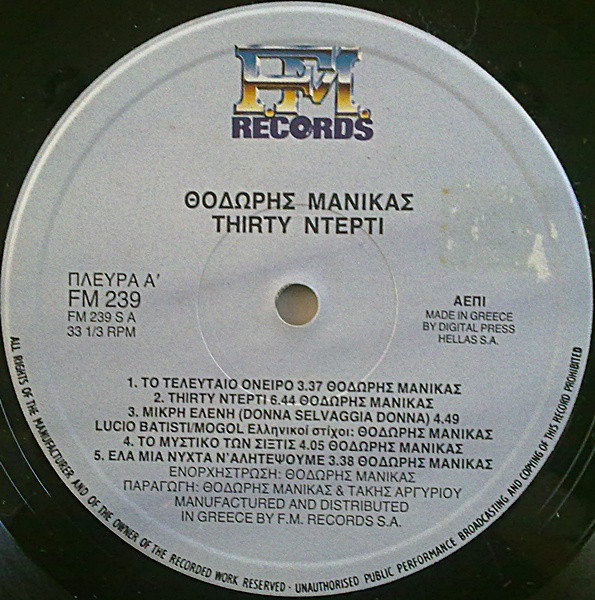 F.M.
RECORDS
ΘΟΔΩΡΗΣ ΜΑΝΙΚΑΣ
THIRTY ΝΤΕΡΤΙ
ΠΛΕΥΡΑ Α'
FM 239
FM 239 S A
33 1/3 RPM
ΑΕΠΙ
MADE IN GREECE
BY DIGITAL PRESS
HELLAS S.A.
1. ΤΟ ΤΕΛΕΥΤΑΙΟ ΟΝΕΙΡΟ 3.37 ΘΟΔΩΡΗΣ ΜΑΝΙΚΑΣ
2. THIRTY ΝΤΕΡΤΙ 6.44 ΘΟΔΩΡΗΣ ΜΑΝΙΚΑΣ
3. ΜΙΚΡΗ ΕΛΕΝΗ (DONNA SELVAGGIA DONNA) 4.49
LUCIO BATISTI/MOGOL Ελληνικοί στίχοι: ΘΟΔΩΡΗΣ ΜΑΝΙΚΑΣ
4. ΤΟ ΜΥΣΤΙΚΟ ΤΩΝ ΣΙΞΤΙΣ 4.05 ΘΟΔΩΡΗΣ ΜΑΝΙΚΑΣ
5. ΕΛΑ ΜΙΑ ΝΥΧΤΑ Ν'ΑΛΗΤΕΨΟΥΜΕ 3.38 ΘΟΔΩΡΗΣ ΜΑΝΙΚΑΣ
ΕΝΟΡΧΗΣΤΡΩΣΗ: ΘΟΔΩΡΗΣ ΜΑΝΙΚΑΣ
ΠΑΡΑΓΩΓΗ: ΘΟΔΩΡΗΣ ΜΑΝΙΚΑΣ & ΤΑΚΗΣ ΑΡΓΥΡΙΟΥ
MANUFACTURED AND DISTRIBUTED
IN GREECE BY F.M. RECORDS S.A.
ALL RIGHTS OF THE MANUFACTURER AND OF THE OWNER OF THE RECORDED WORK RESERVED - UNAUTHORISED PUBLIC PERFORMANCE BROADCASTING AND COPYING OF THIS RECORD PROHIBITED